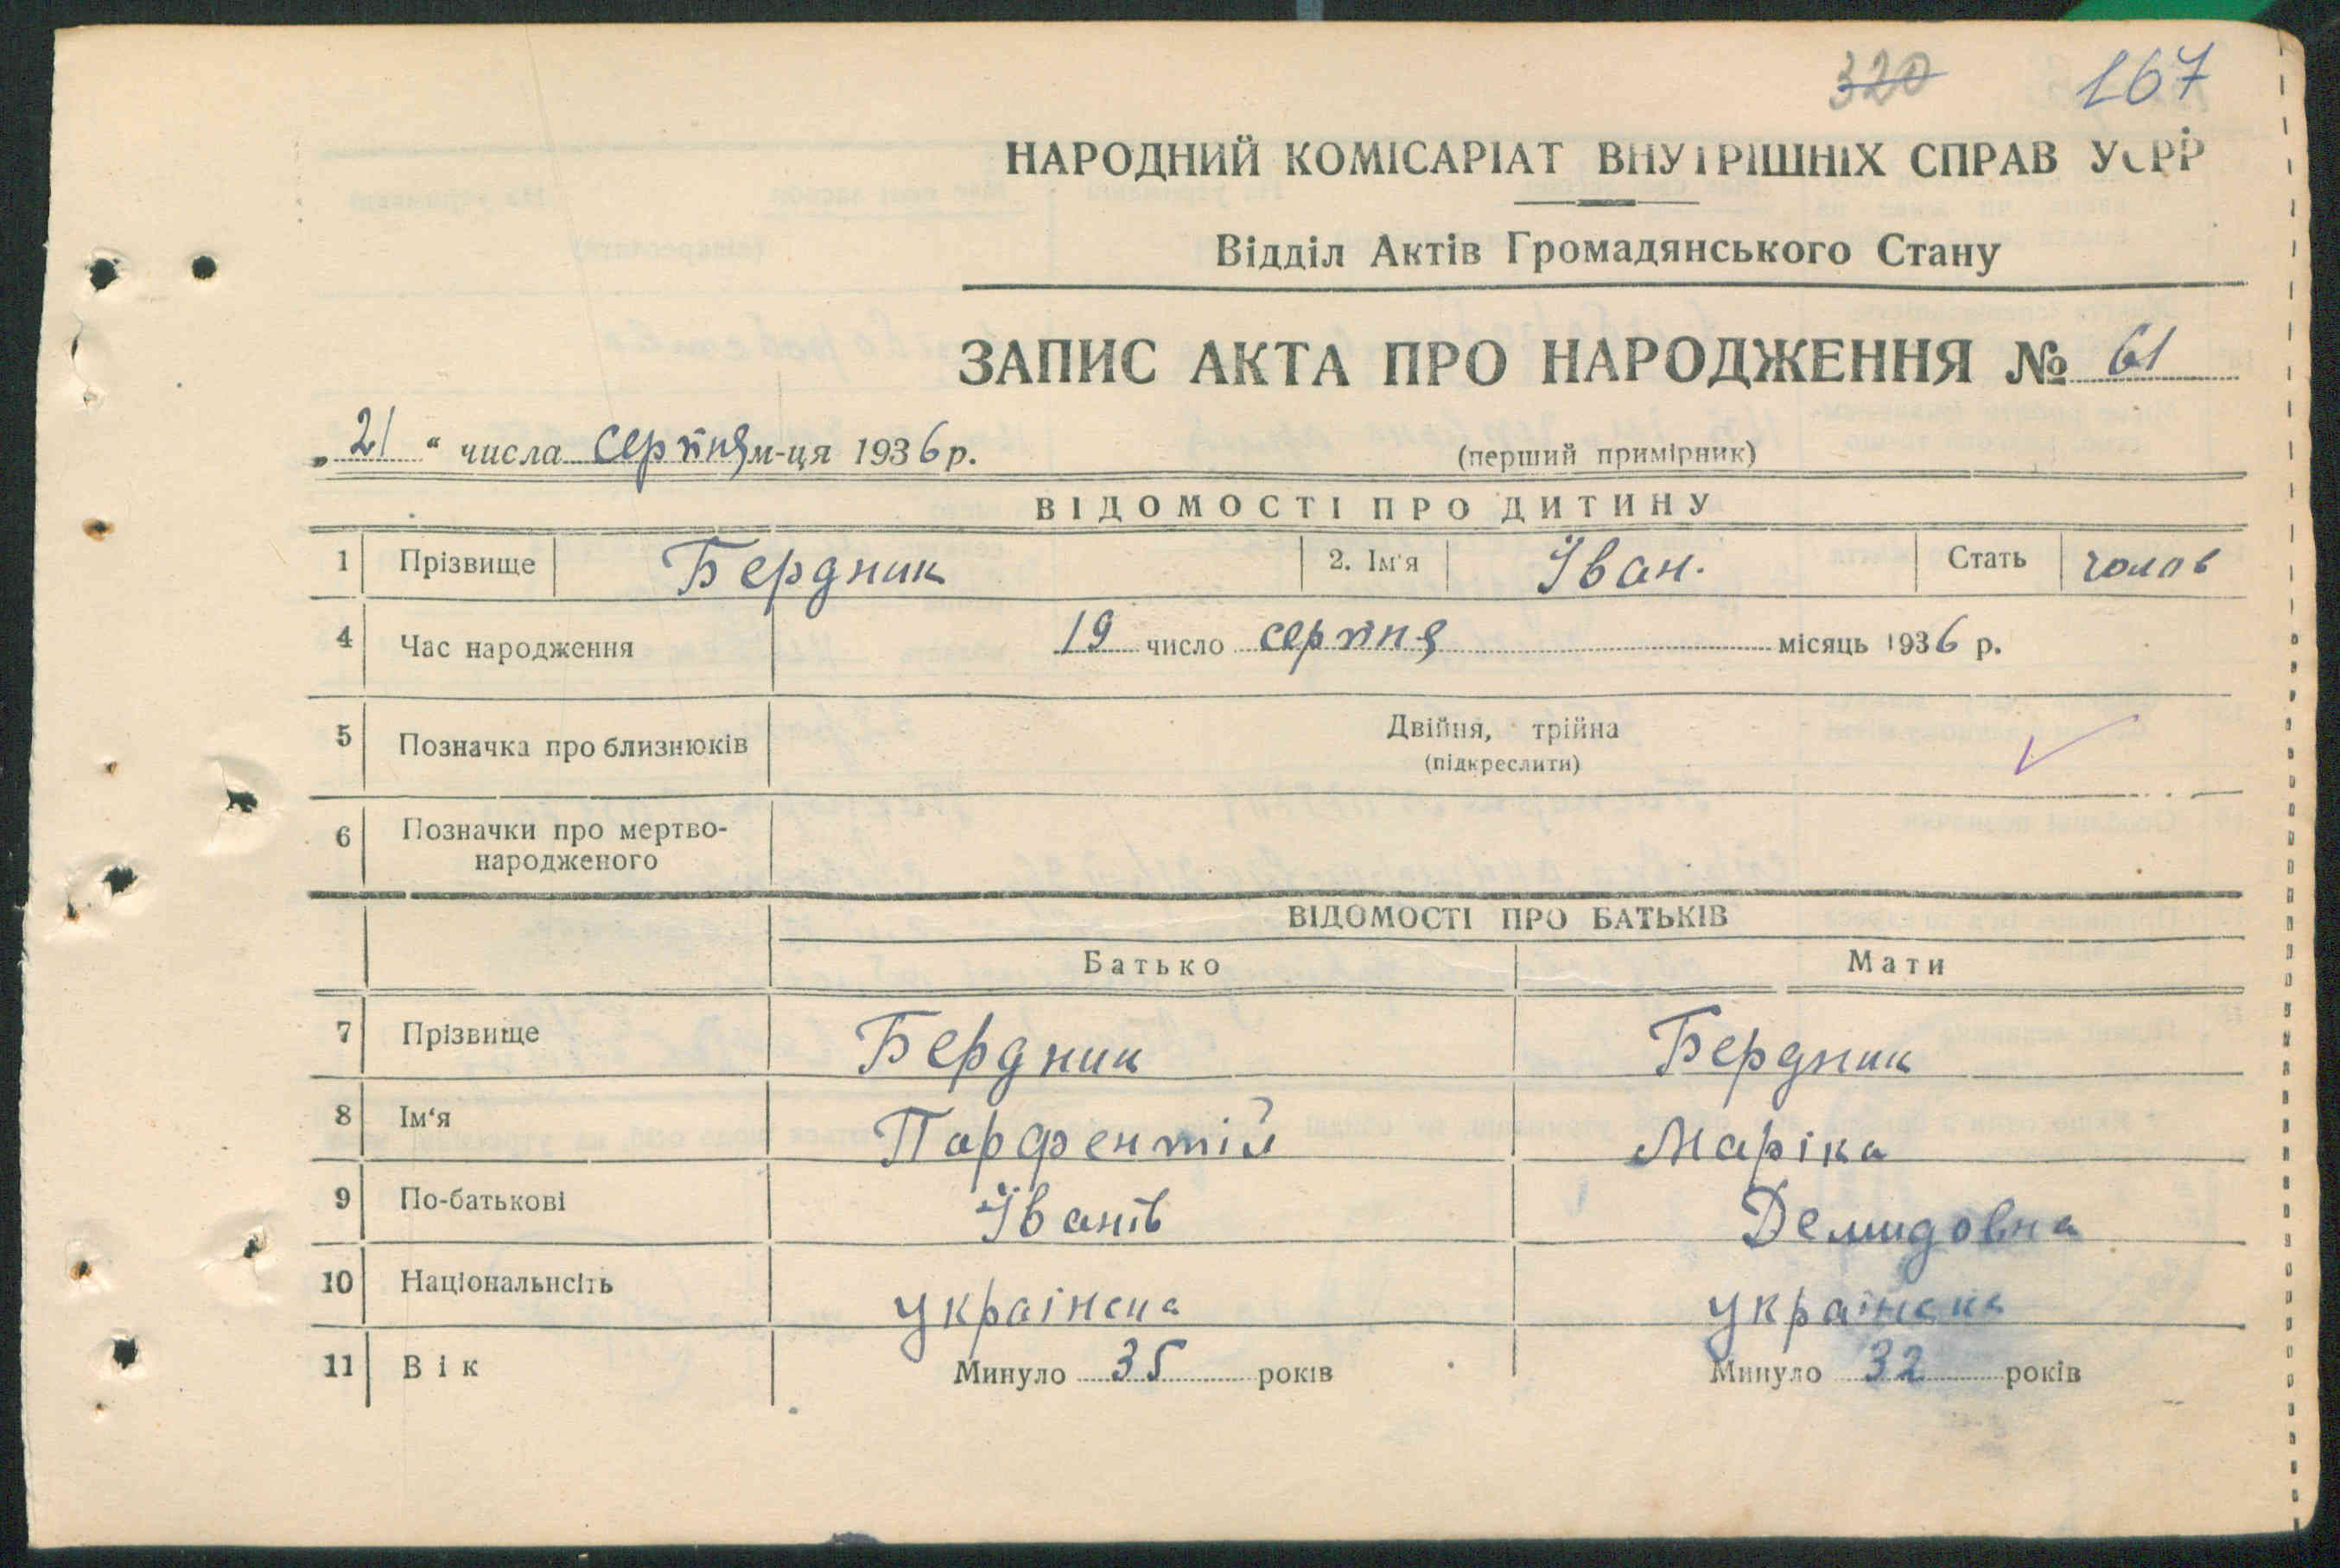 320 167
НАРОДНИЙ КОМІСАРІАТ ВНУТРІШНІХ СПРАВ УСРР
Відділ Актів Громадянського Стану
ЗАПИС АКТА ПРО НАРОДЖЕННЯ № 61
„ 21 “ числа серпня м-ця 1936 р. (перший примірник)
ВІДОМОСТІ ПРО ДИТИНУ
1 Прізвище Бердник 2. Ім'я Іван. Стать чолов
4 Час народження 19 число серпня місяць 1936 р.
5 Позначка про близнюків Двійня, трійна
(підкреслити)
6 Позначки про мертво-
народженого
ВІДОМОСТІ ПРО БАТЬКІВ
Батько Мати
7 Прізвище Бердник Бердник
8 Ім'я Парфентій Маріка
9 По-батькові Іванів Демидовна
10 Національність українська українська
11 Вік Минуло 35 років Минуло 32 років